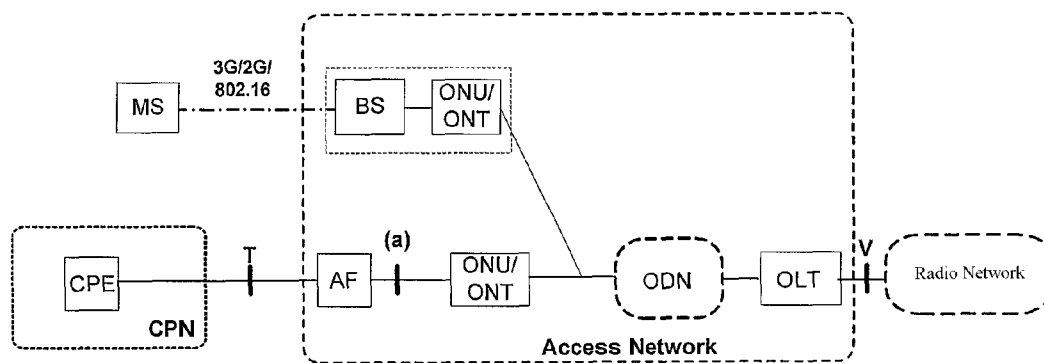 3G/2G/
802.16
MS
BS
ONU/
ONT
T
(a)
V
CPE
AF
ONU/
ONT
ODN
OLT
Radio Network
CPN
Access Network